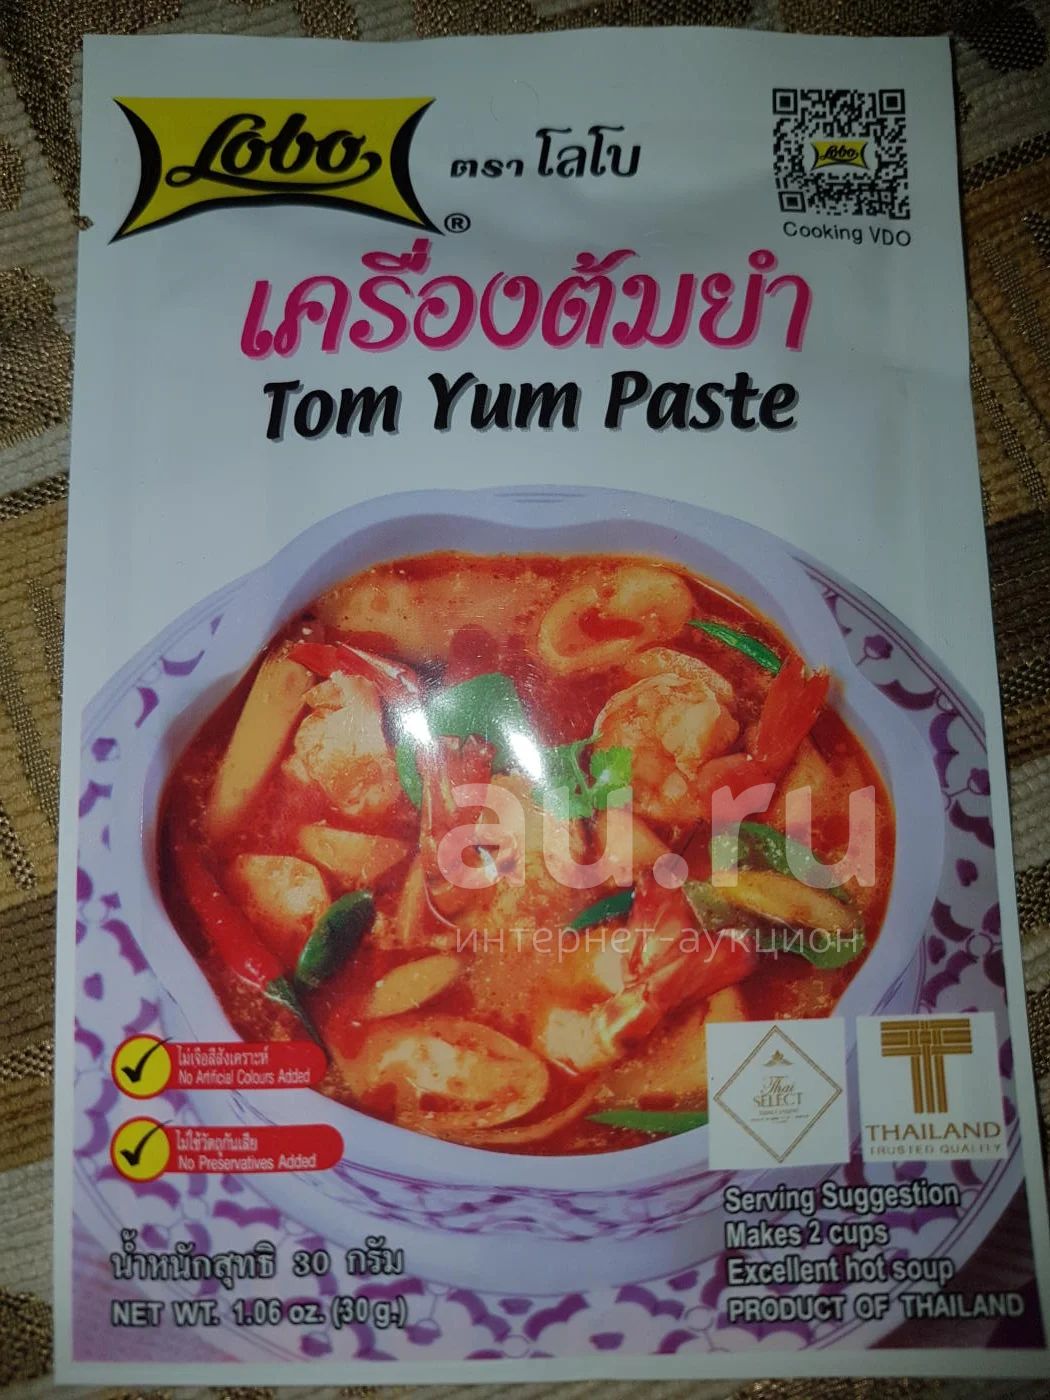 Lobo
®
ตรา โลโบ
Lobo
Cooking VDO
เครื่องต้มยำ
Tom Yum Paste
au.ru
интернет-аукцион
ไม่เจือสีสังเคราะห์
No Artificial Colours Added
ไม่ใช้วัตถุกันเสีย
No Preservatives Added
Thai
SELECT
THAILAND
TRUSTED QUALITY
น้ำหนักสุทธิ 30 กรัม
NET WT. 1.06 oz. (30 g.)
Serving Suggestion
Makes 2 cups
Excellent hot soup
PRODUCT OF THAILAND